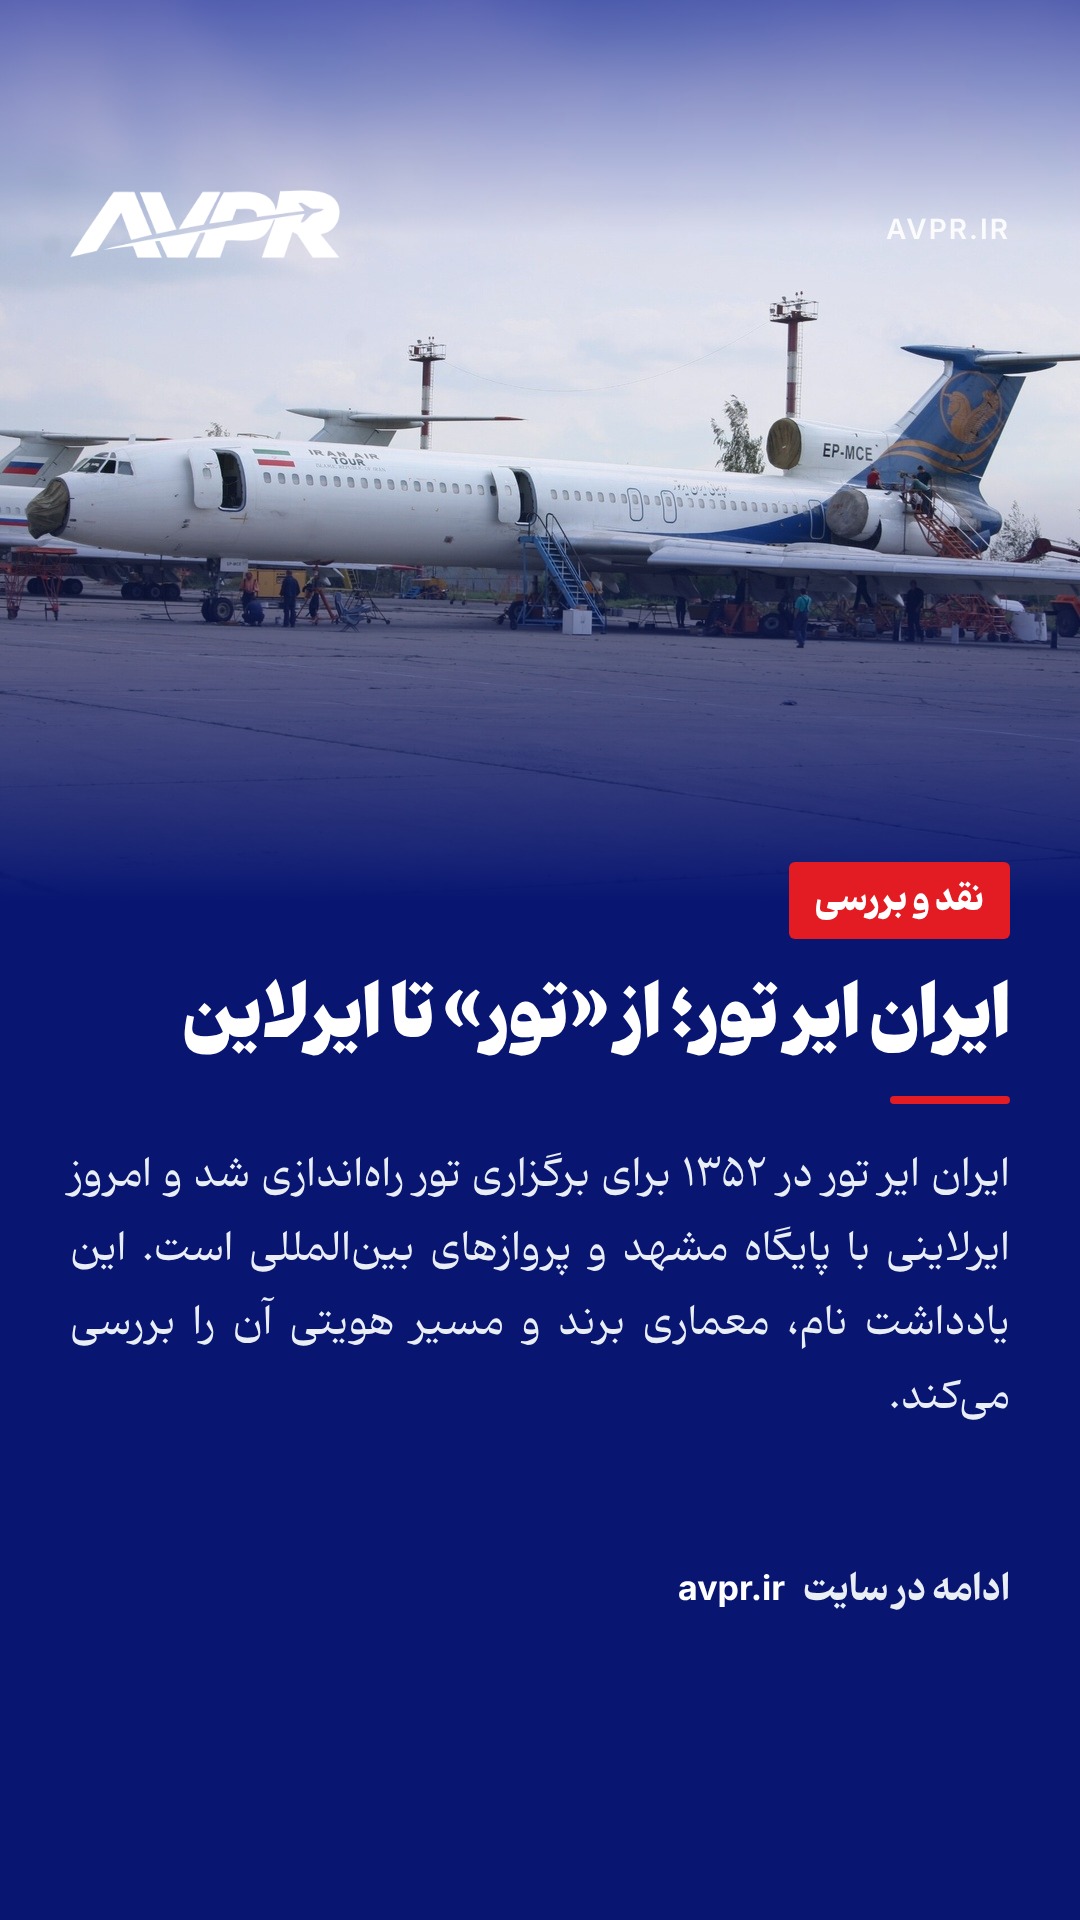 AVPR
AVPR.IR
IRAN AIR
TOUR
EP-MCE
نقد و بررسی
ایران ایر تور؛ از «تور» تا ایرلاین
ایران ایر تور در ۱۳۵۲ برای برگزاری تور راه‌اندازی شد و امروز
ایرلاینی با پایگاه مشهد و پروازهای بین‌المللی است. این
یادداشت نام، معماری برند و مسیر هویتی آن را بررسی
می‌کند.
ادامه در سایت avpr.ir